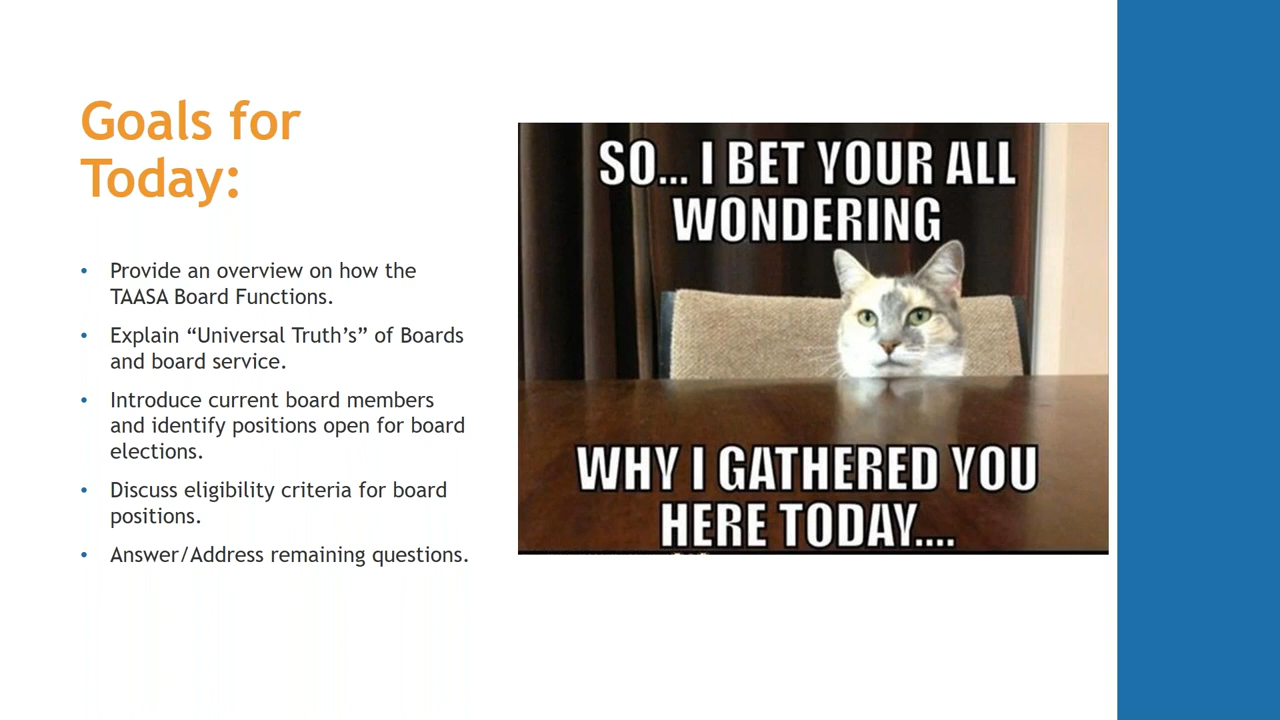 Goals for
Today:
• Provide an overview on how the
TAASA Board Functions.
• Explain “Universal Truth’s” of Boards
and board service.
• Introduce current board members
and identify positions open for board
elections.
• Discuss eligibility criteria for board
positions.
• Answer/Address remaining questions.
SO... I BET YOUR ALL
WONDERING
WHY I GATHERED YOU
HERE TODAY....